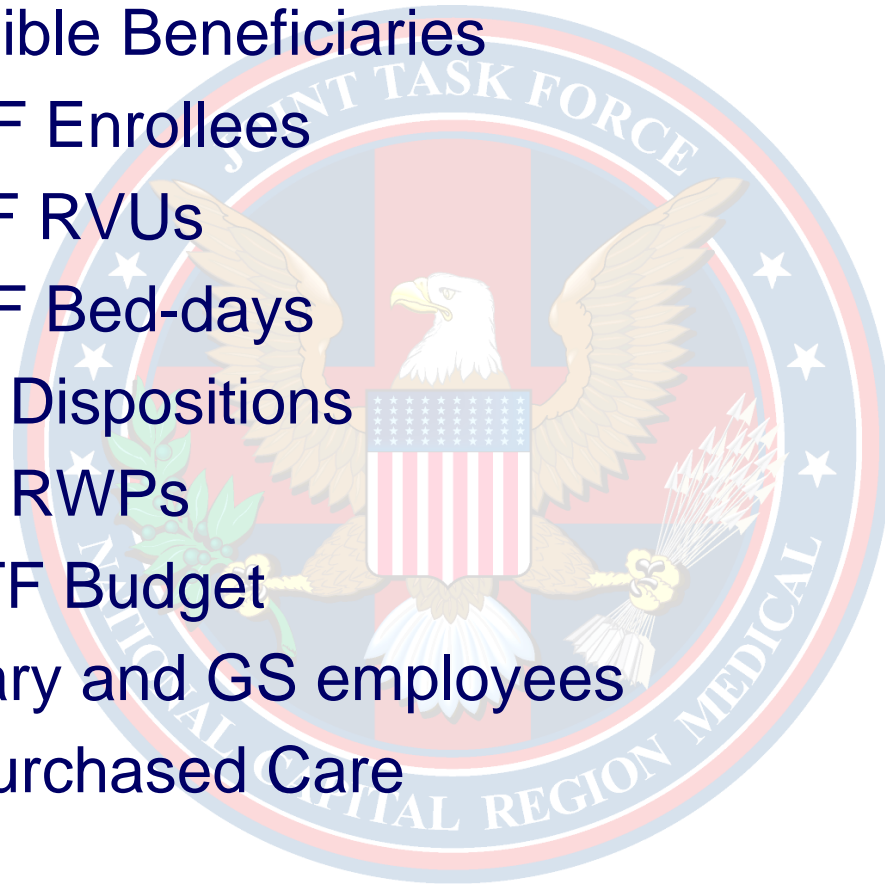 ible Beneficiaries
F Enrollees
F RVUs
F Bed-days
Dispositions
RWPs
TF Budget
ary and GS employees
urchased Care
JOINT TASK FORCE
NATIONAL CAPITAL REGION MEDICAL